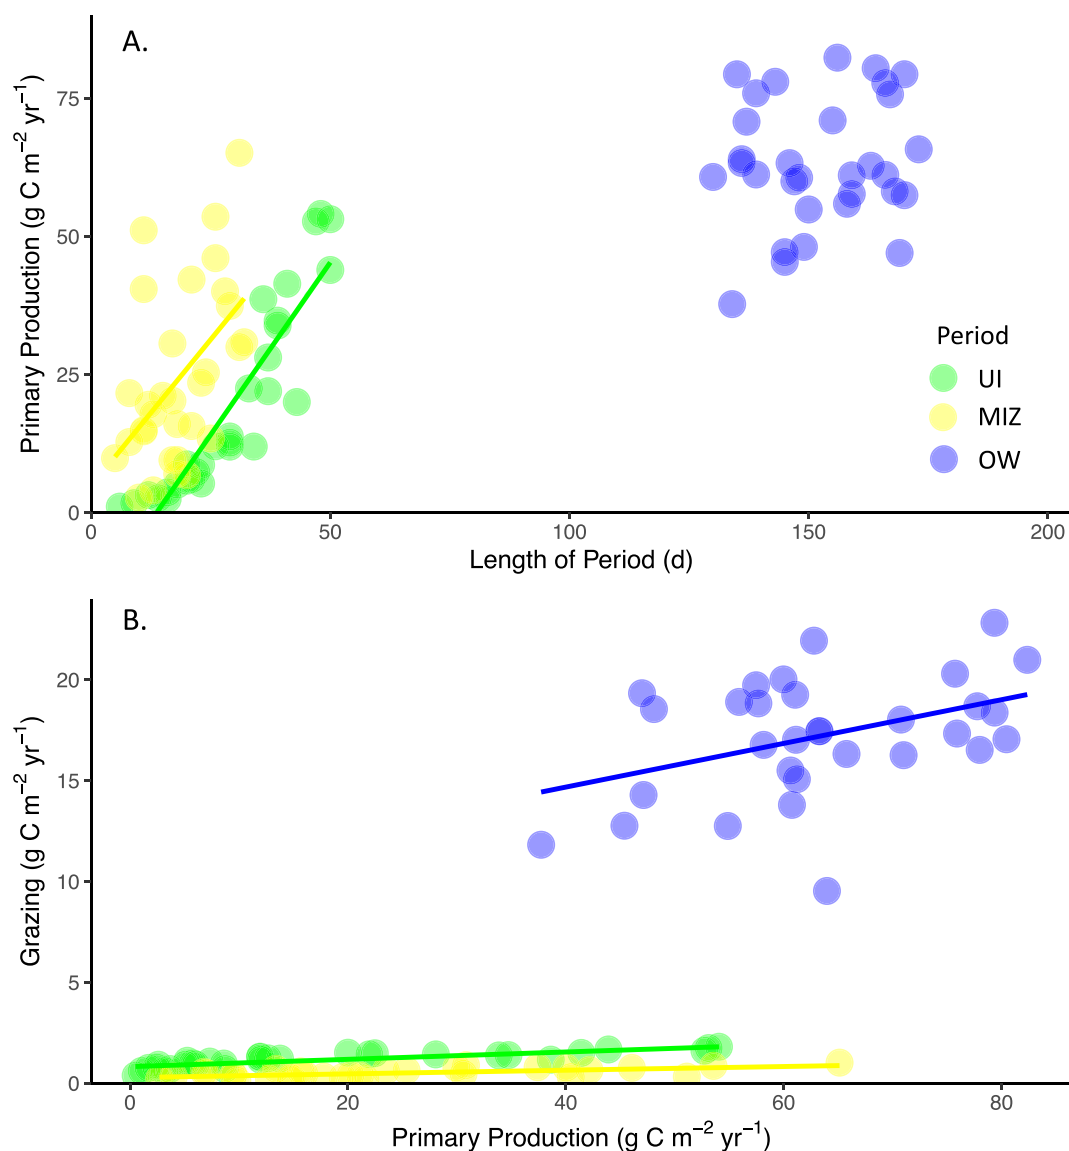 A.
Primary Production (g C m⁻² yr⁻¹)
75
50
25
0
0 50 100 150 200
Length of Period (d)
Period
UI
MIZ
OW
B.
Grazing (g C m⁻² yr⁻¹)
20
15
10
5
0
0 20 40 60 80
Primary Production (g C m⁻² yr⁻¹)